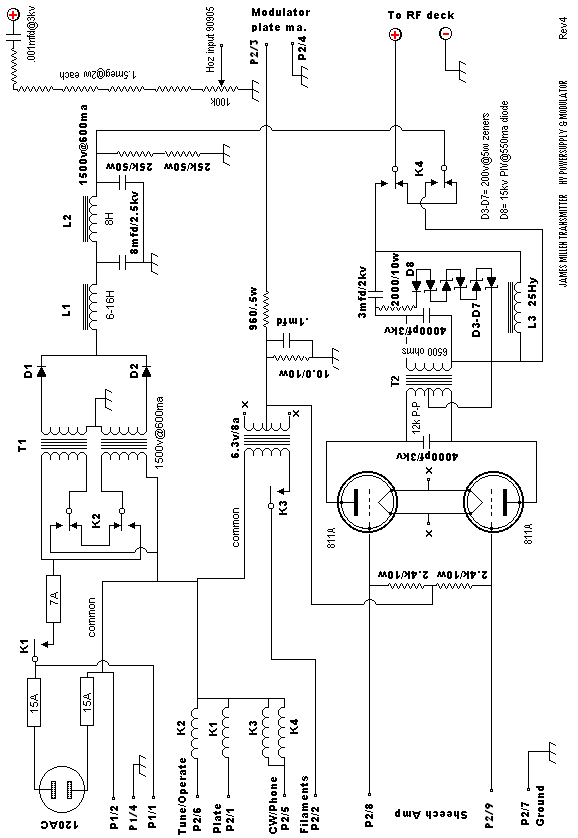 .001mfd@3kv
1.5meg@2w each
Hoz Input 90905
100k
Modulator
plate ma.
P2/3
P2/4
To RF deck
Rev4
JAMES MILLEN TRANSMITTER HV POWERSUPPLY & MODULATOR
D3-D7= 200v@5w zeners
D8= 15kv PIV@550ma diode
1500v@600ma
25k/50w
25k/50w
L2
8H
8mfd/2.5kv
L1
6-16H
K4
D8
3mfd/2kv
2000/10w
4000pf/3kv
D3-D7
L3 25Hy
6500 ohms
T2
12k P-P
4000pf/3kv
960/.5w
.1mfd
10.0/10w
D1
D2
T1
1500v@600ma
K2
6.3v/8a
x
x
K3
common
x
x
811A
811A
7A
K1
common
15A
15A
2.4k/10w
2.4k/10w
120AC
P1/2
P1/4
P1/1
K2
K1
K3
K4
Tune/Operate
P2/6
Plate
P2/1
CW/Phone
P2/5
Filaments
P2/2
P2/8
Sheech Amp
P2/9
P2/7
Ground